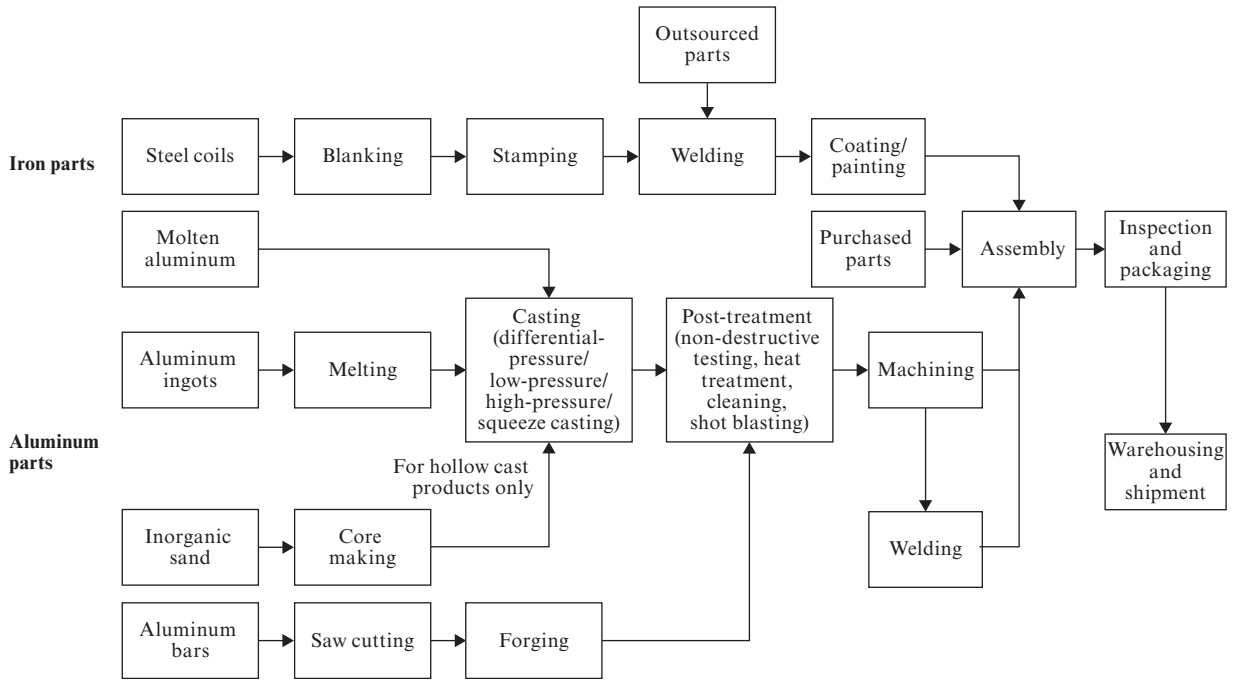 Outsourced
parts
Iron parts
Steel coils
Blanking
Stamping
Welding
Coating/
painting
Molten
aluminum
Purchased
parts
Assembly
Inspection
and
packaging
Aluminum
parts
Aluminum
ingots
Melting
Casting
(differential-
pressure/
low-pressure/
high-pressure/
squeeze casting)
Post-treatment
(non-destructive
testing, heat
treatment,
cleaning,
shot blasting)
Machining
Warehousing
and
shipment
For hollow cast
products only
Inorganic
sand
Core
making
Welding
Aluminum
bars
Saw cutting
Forging